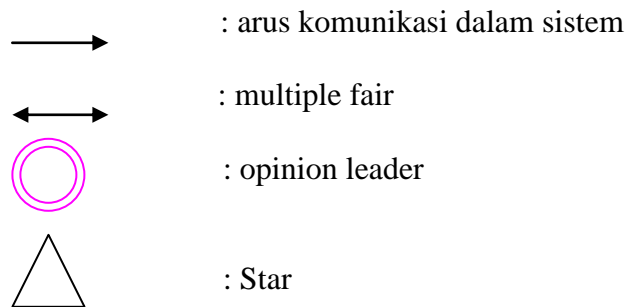 : arus komunikasi dalam sistem
: multiple fair
: opinion leader
: Star